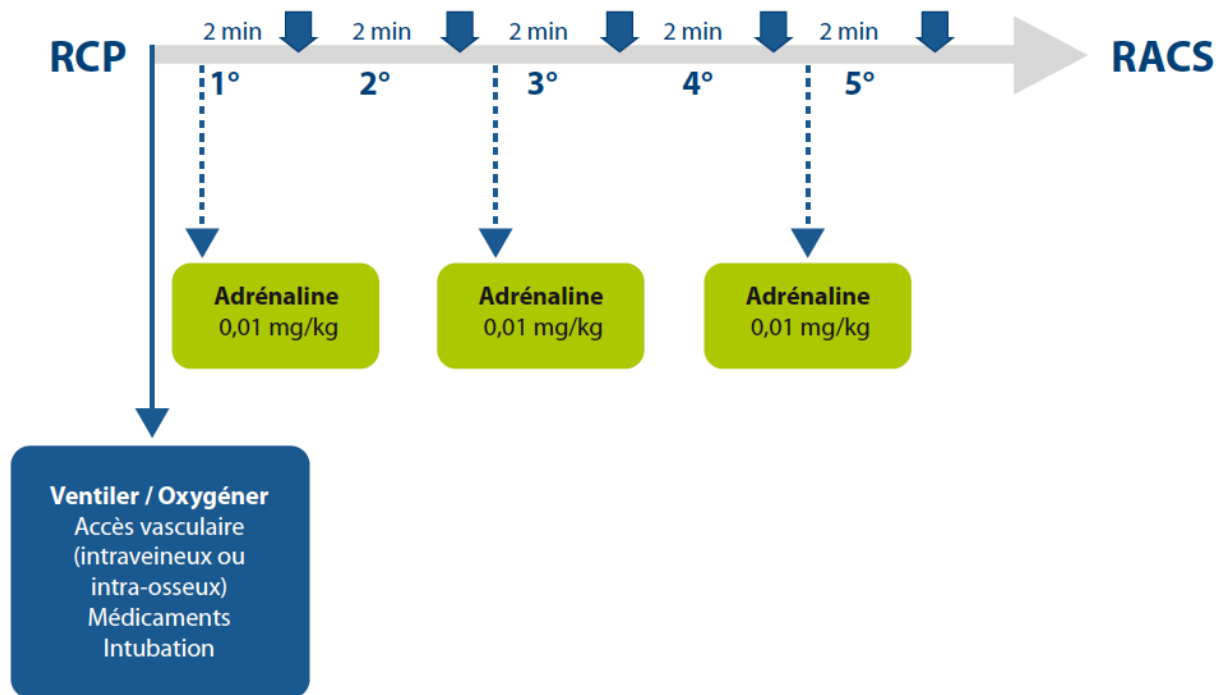 2 min 2 min 2 min 2 min 2 min
RCP RACS
1° 2° 3° 4° 5°
Adrénaline
0,01 mg/kg
Adrénaline
0,01 mg/kg
Adrénaline
0,01 mg/kg
Ventiler / Oxygéner
Accès vasculaire
(intraveineux ou
intra-osseux)
Médicaments
Intubation